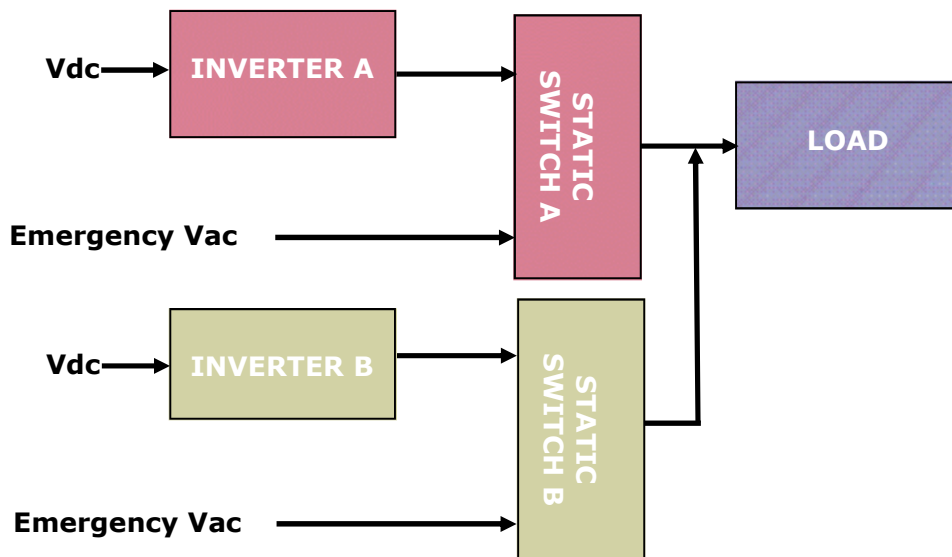 Vdc
INVERTER A
STATIC
SWITCH A
LOAD
Emergency Vac
Vdc
INVERTER B
STATIC
SWITCH B
Emergency Vac